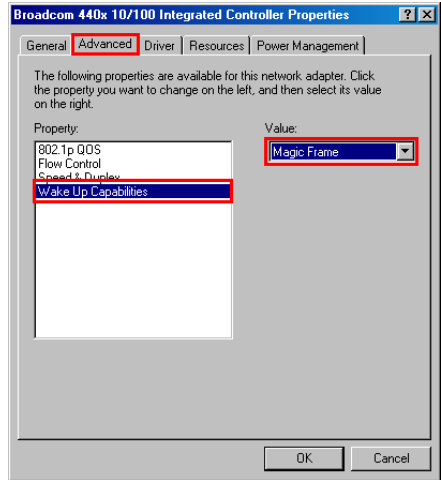 Broadcom 440x 10/100 Integrated Controller Properties
General Advanced Driver Resources Power Management
The following properties are available for this network adapter. Click
the property you want to change on the left, and then select its value
on the right.
Property: Value:
802.1p QOS Magic Frame
Flow Control
Speed & Duplex
Wake Up Capabilities
OK Cancel